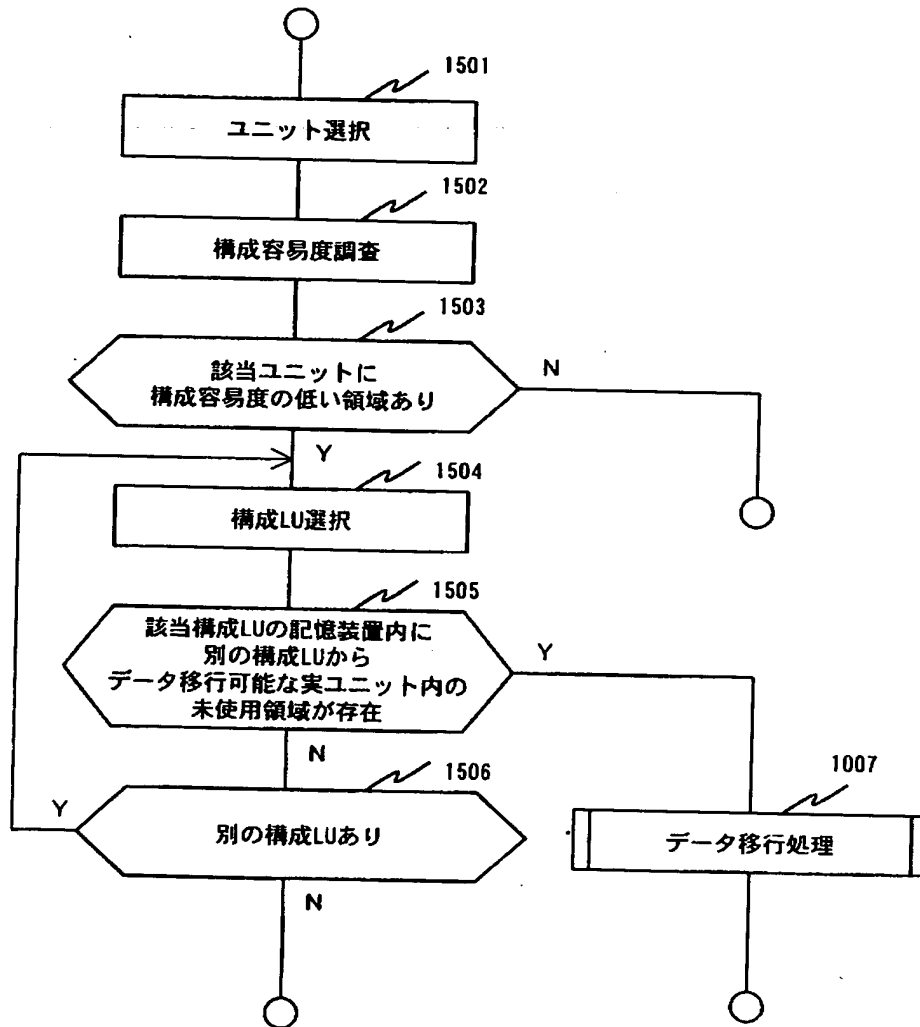 1501
ユニット選択
1502
構成容易度調査
1503
該当ユニットに
構成容易度の低い領域あり
N
Y
1504
構成LU選択
1505
該当構成LUの記憶装置内に
別の構成LUから
データ移行可能な実ユニット内の
未使用領域が存在
Y
N
1506
Y
別の構成LUあり
N
1007
データ移行処理